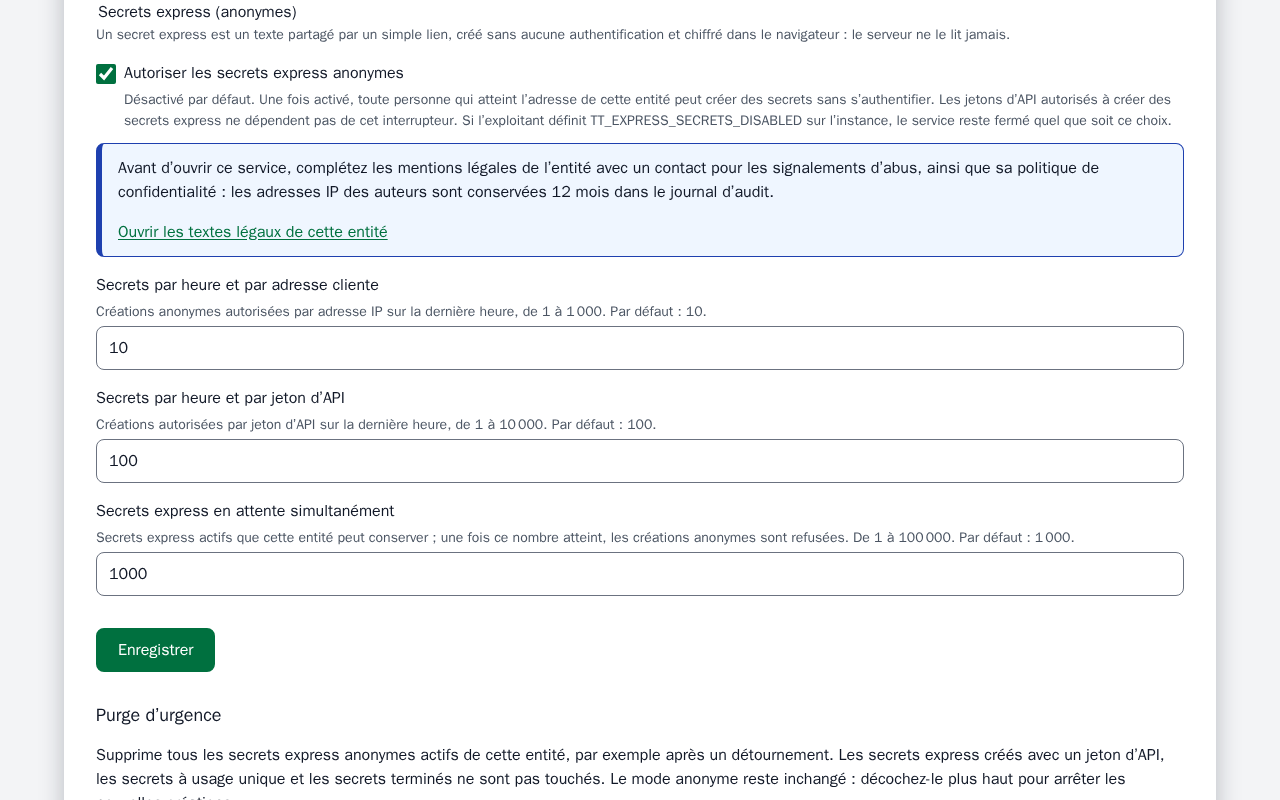 Secrets express (anonymes)
Un secret express est un texte partagé par un simple lien, créé sans aucune authentification et chiffré dans le navigateur : le serveur ne le lit jamais.
Autoriser les secrets express anonymes
Désactivé par défaut. Une fois activé, toute personne qui atteint l’adresse de cette entité peut créer des secrets sans s’authentifier. Les jetons d’API autorisés à créer des
secrets express ne dépendent pas de cet interrupteur. Si l’exploitant définit TT_EXPRESS_SECRETS_DISABLED sur l’instance, le service reste fermé quel que soit ce choix.
Avant d’ouvrir ce service, complétez les mentions légales de l’entité avec un contact pour les signalements d’abus, ainsi que sa politique de
confidentialité : les adresses IP des auteurs sont conservées 12 mois dans le journal d’audit.
Ouvrir les textes légaux de cette entité
Secrets par heure et par adresse cliente
Créations anonymes autorisées par adresse IP sur la dernière heure, de 1 à 1 000. Par défaut : 10.
10
Secrets par heure et par jeton d’API
Créations autorisées par jeton d’API sur la dernière heure, de 1 à 10 000. Par défaut : 100.
100
Secrets express en attente simultanément
Secrets express actifs que cette entité peut conserver ; une fois ce nombre atteint, les créations anonymes sont refusées. De 1 à 100 000. Par défaut : 1 000.
1000
Enregistrer
Purge d’urgence
Supprime tous les secrets express anonymes actifs de cette entité, par exemple après un détournement. Les secrets express créés avec un jeton d’API,
les secrets à usage unique et les secrets terminés ne sont pas touchés. Le mode anonyme reste inchangé : décochez-le plus haut pour arrêter les